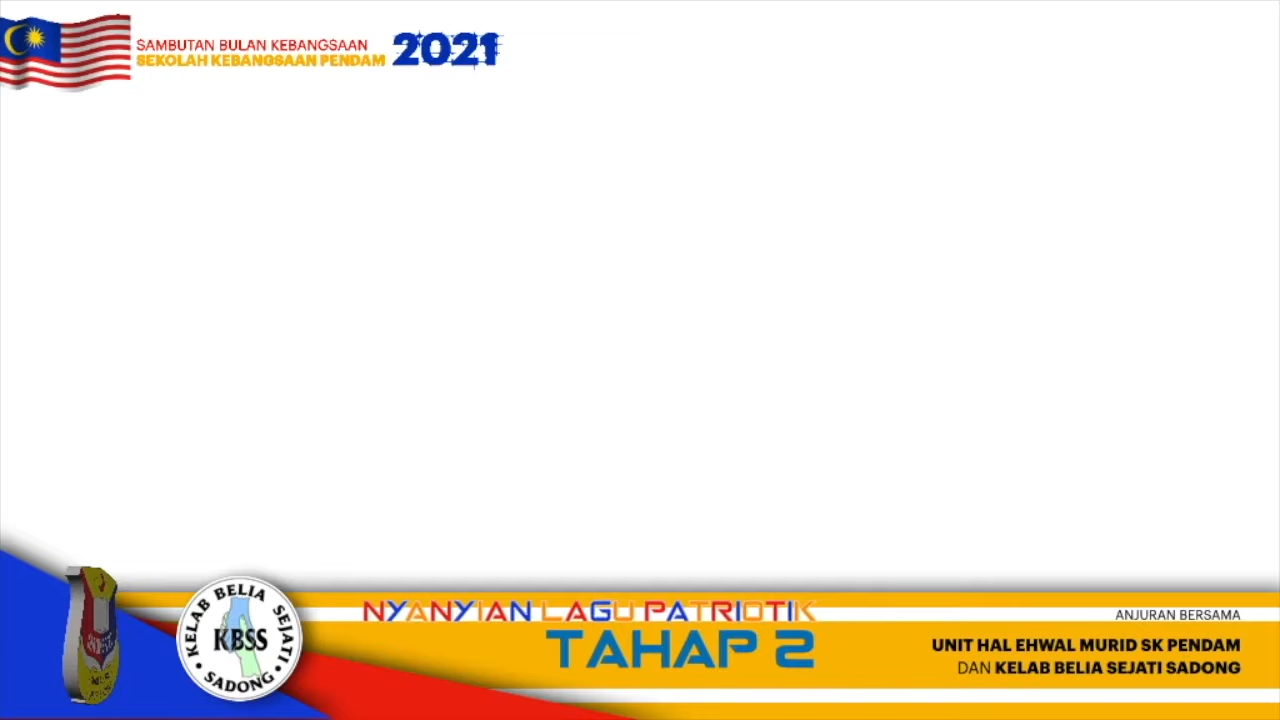 SAMBUTAN BULAN KEBANGSAAN
SEKOLAH KEBANGSAAN PENDAM
2021
KELAB BELIA SEJATI
KBSS
• SADONG •
NYANYIAN LAGU PATRIOTIK
TAHAP 2
ANJURAN BERSAMA
UNIT HAL EHWAL MURID SK PENDAM
DAN KELAB BELIA SEJATI SADONG